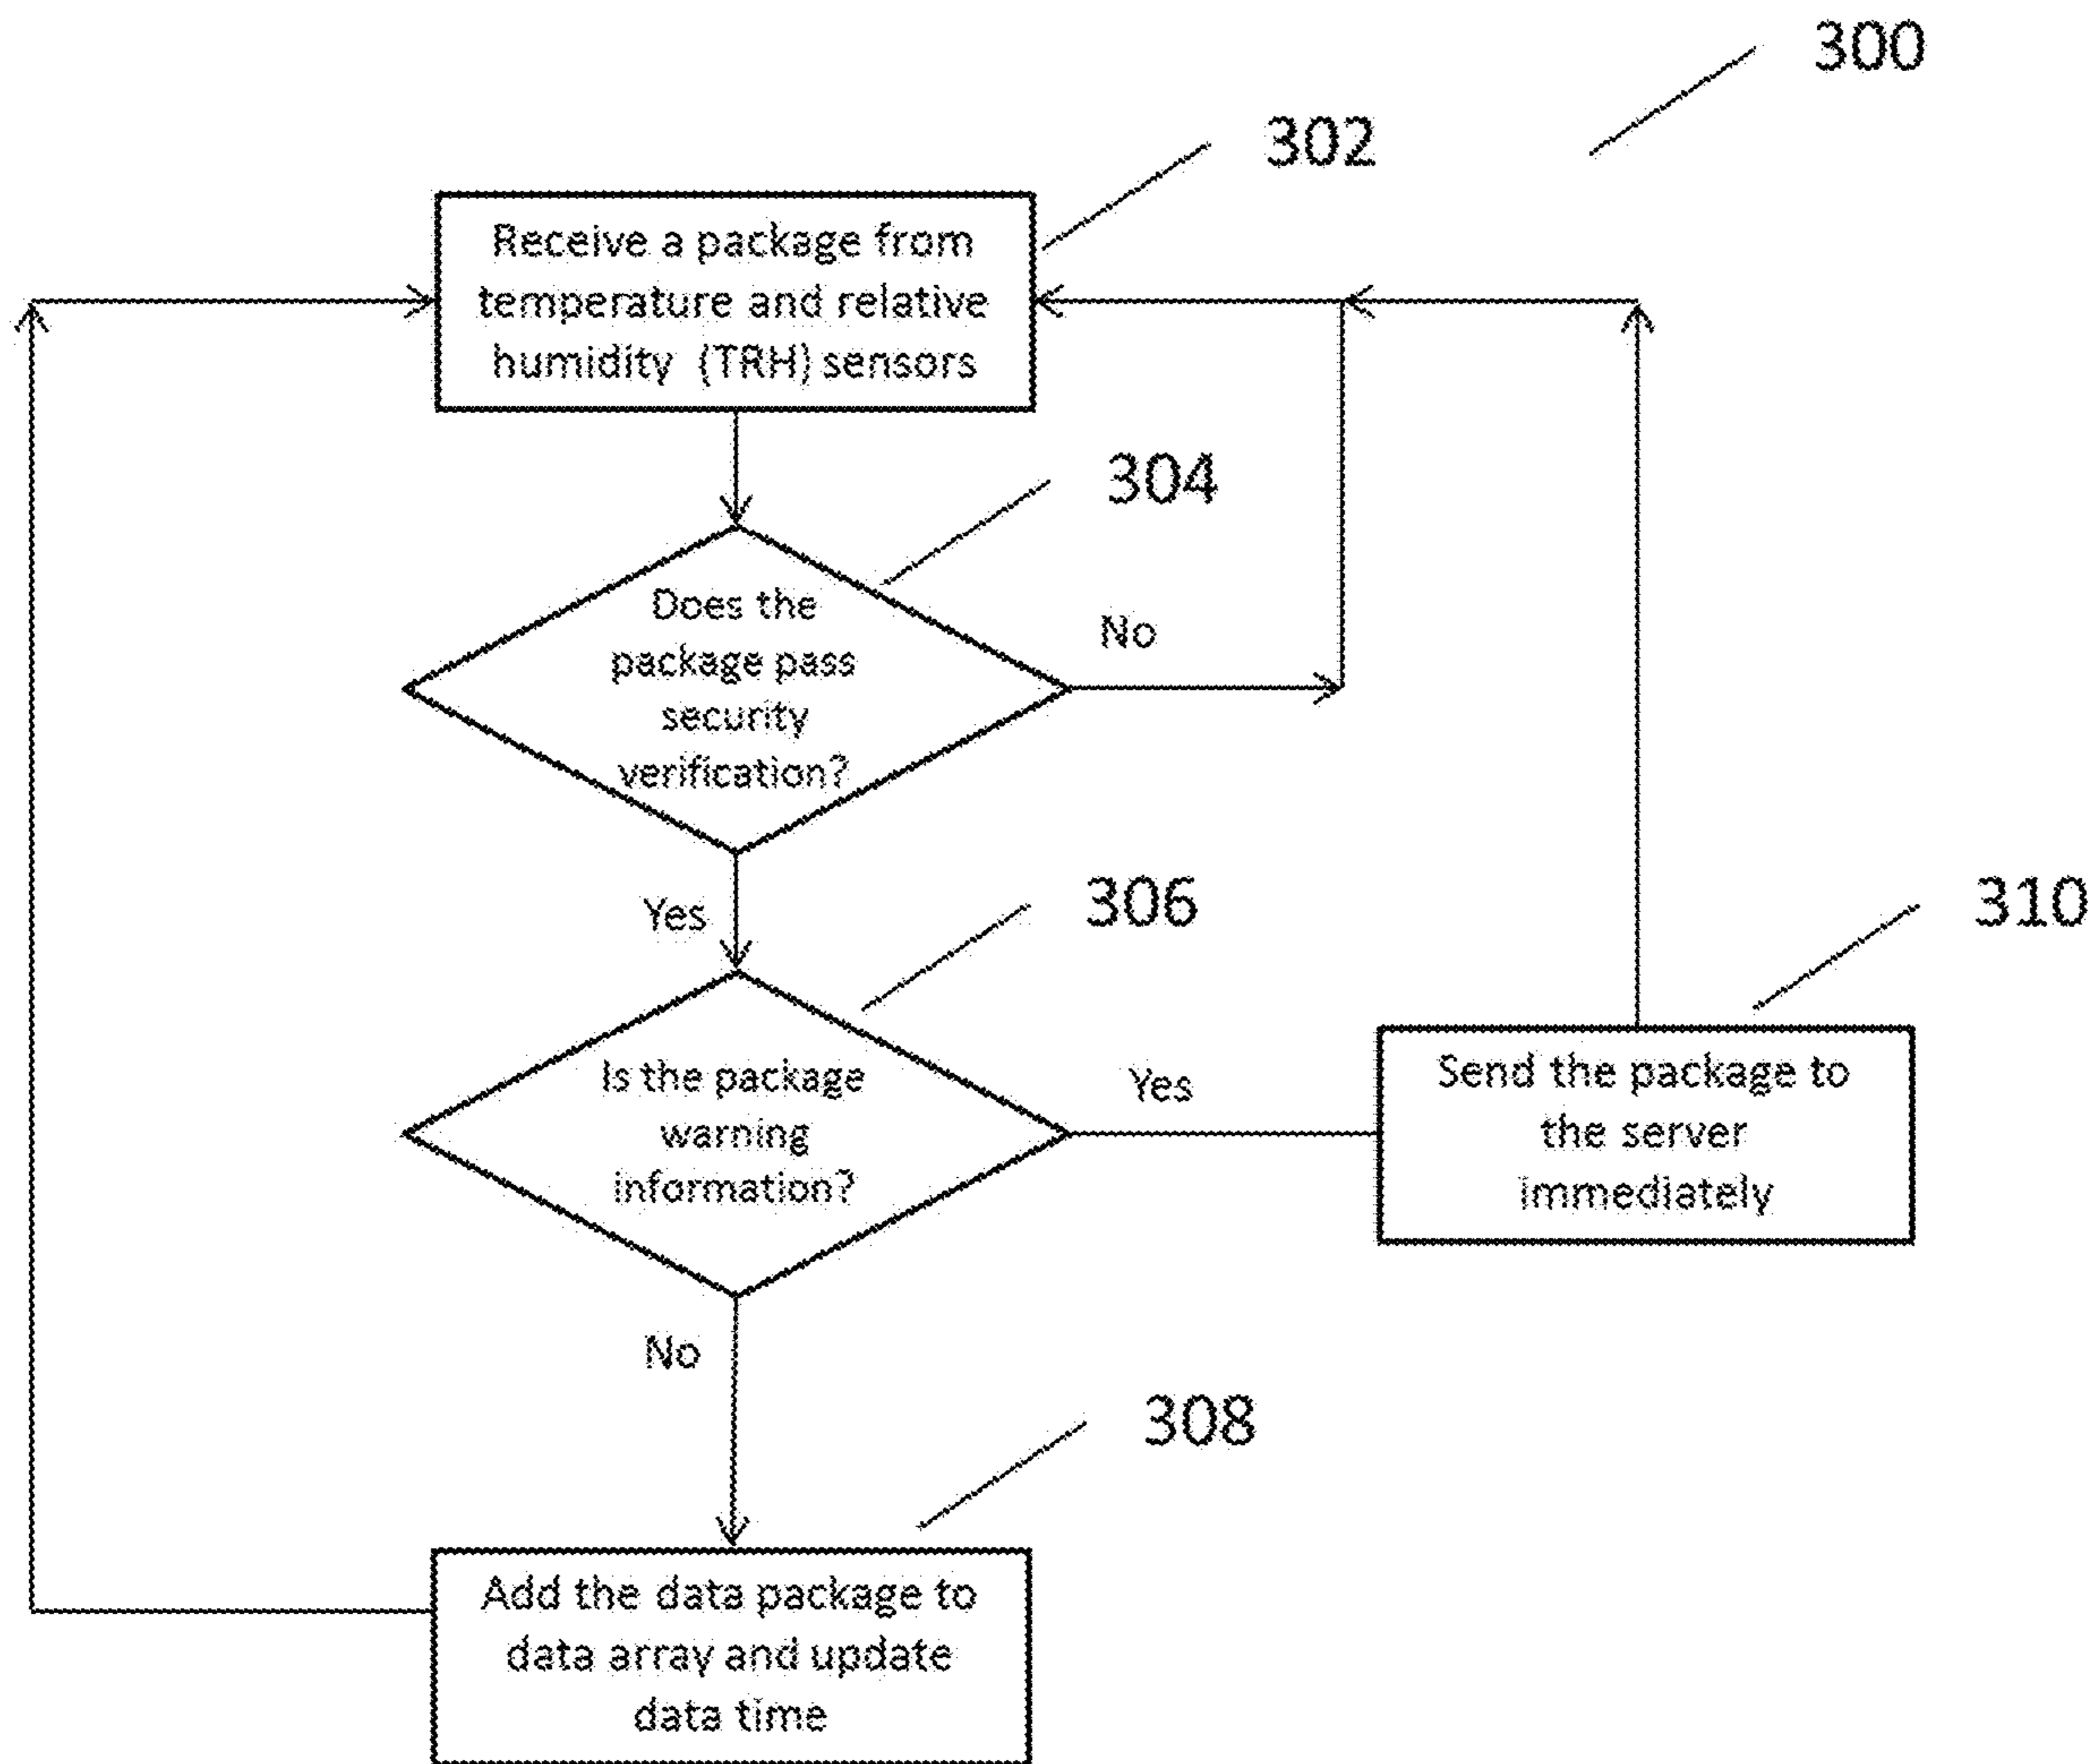 300
302
Receive a package from
temperature and relative
humidity (TRH) sensors
304
Does the
package pass
security
verification?
No
Yes
306
310
Is the package
warning
information?
Yes
Send the package to
the server
immediately
No
308
Add the data package to
data array and update
data time